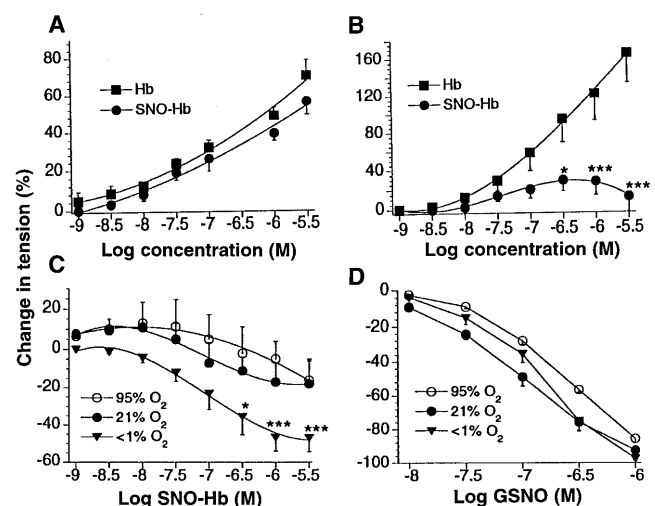 A
80
60
40
20
0
Hb
SNO-Hb
-9 -8.5 -8 -7.5 -7 -6.5 -6 -5.5
Log concentration (M)
B
160
120
80
40
0
Hb
SNO-Hb
* *** ***
-9 -8.5 -8 -7.5 -7 -6.5 -6 -5.5
Log concentration (M)
Change in tension (%)
C
20
0
-20
-40
-60
95% O2
21% O2
<1% O2
* *** ***
-9 -8.5 -8 -7.5 -7 -6.5 -6 -5.5
Log SNO-Hb (M)
D
0
-20
-40
-60
-80
-100
95% O2
21% O2
<1% O2
-8 -7.5 -7 -6.5 -6
Log GSNO (M)